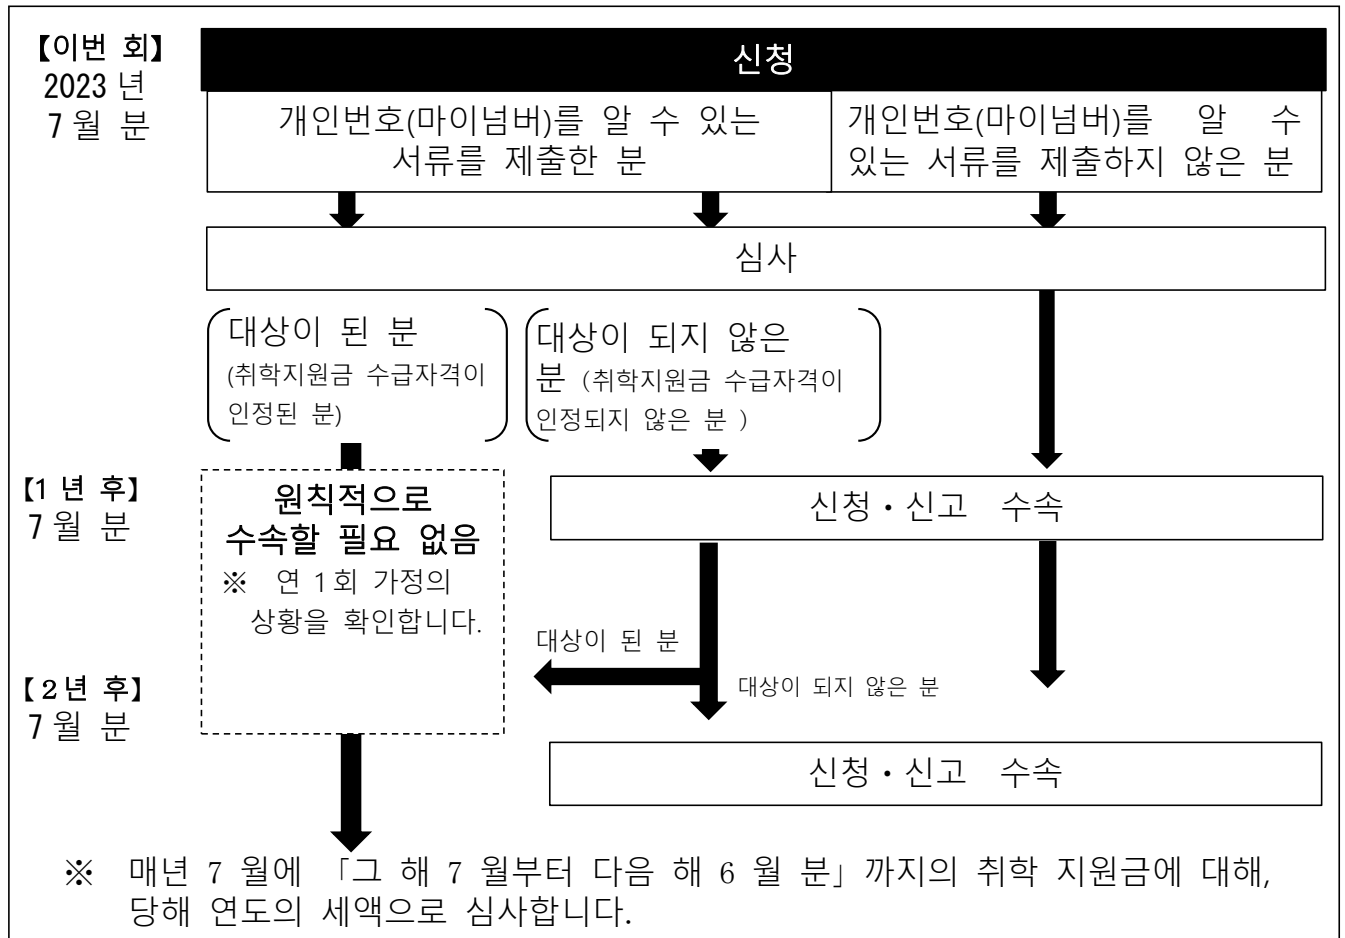 【이번 회】
2023 년
7 월 분
신청
개인번호(마이넘버)를 알 수 있는
서류를 제출한 분
개인번호(마이넘버)를 알 수
있는 서류를 제출하지 않은 분
심사
대상이 된 분
(취학지원금 수급자격이
인정된 분)
대상이 되지 않은
분 (취학지원금 수급자격이
인정되지 않은 분 )
【1 년 후】
7 월 분
원칙적으로
수속할 필요 없음
※ 연 1 회 가정의
상황을 확인합니다.
신청・신고 수속
대상이 된 분
대상이 되지 않은 분
【２년 후】
7 월 분
신청・신고 수속
※ 매년 7 월에 「그 해 7 월부터 다음 해 6 월 분」까지의 취학 지원금에 대해,
당해 연도의 세액으로 심사합니다.